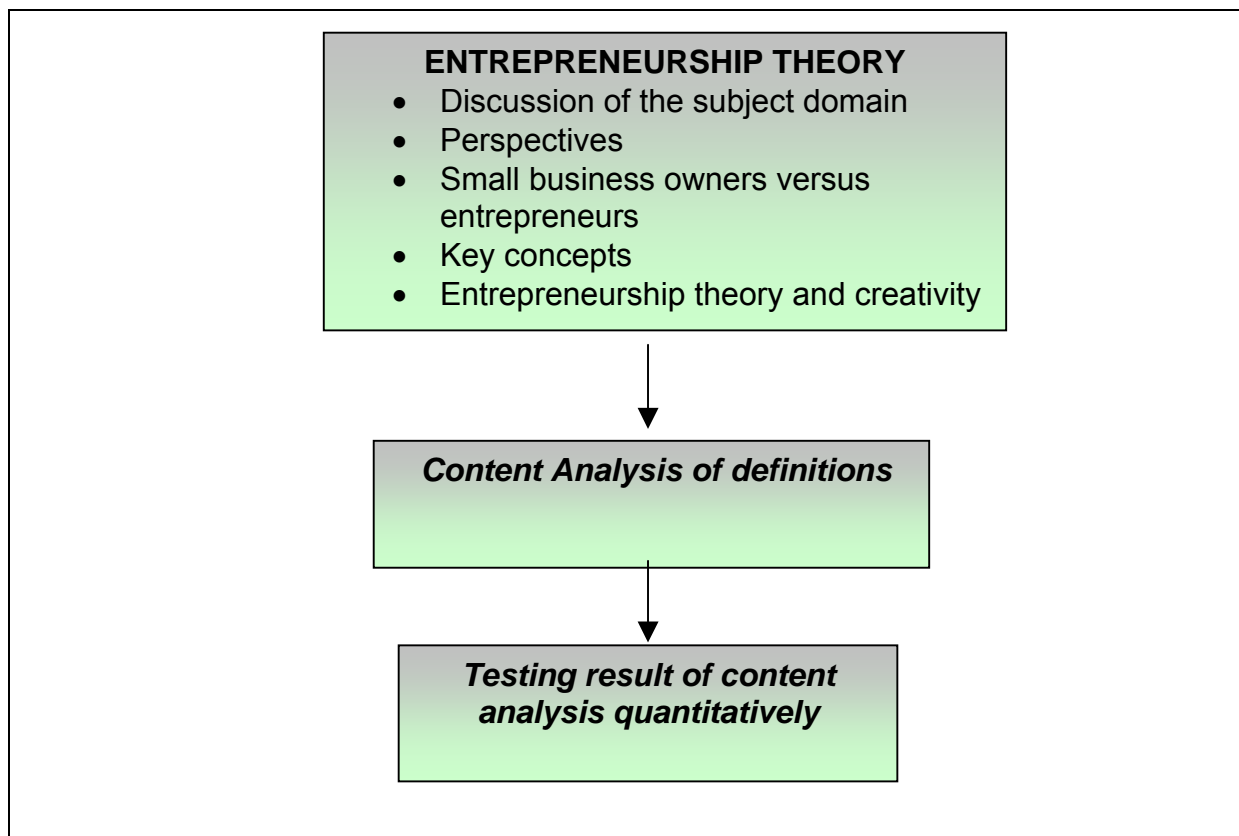 ENTREPRENEURSHIP THEORY
• Discussion of the subject domain
• Perspectives
• Small business owners versus
entrepreneurs
• Key concepts
• Entrepreneurship theory and creativity
Content Analysis of definitions
Testing result of content
analysis quantitatively